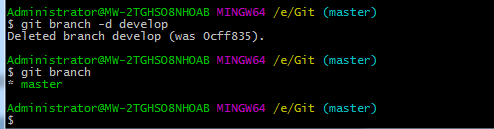 Administrator@MW-2TGHSO8NHOAB MINGW64 /e/Git (master)
$ git branch -d develop
Deleted branch develop (was 0cff835).
Administrator@MW-2TGHSO8NHOAB MINGW64 /e/Git (master)
$ git branch
* master
Administrator@MW-2TGHSO8NHOAB MINGW64 /e/Git (master)
$